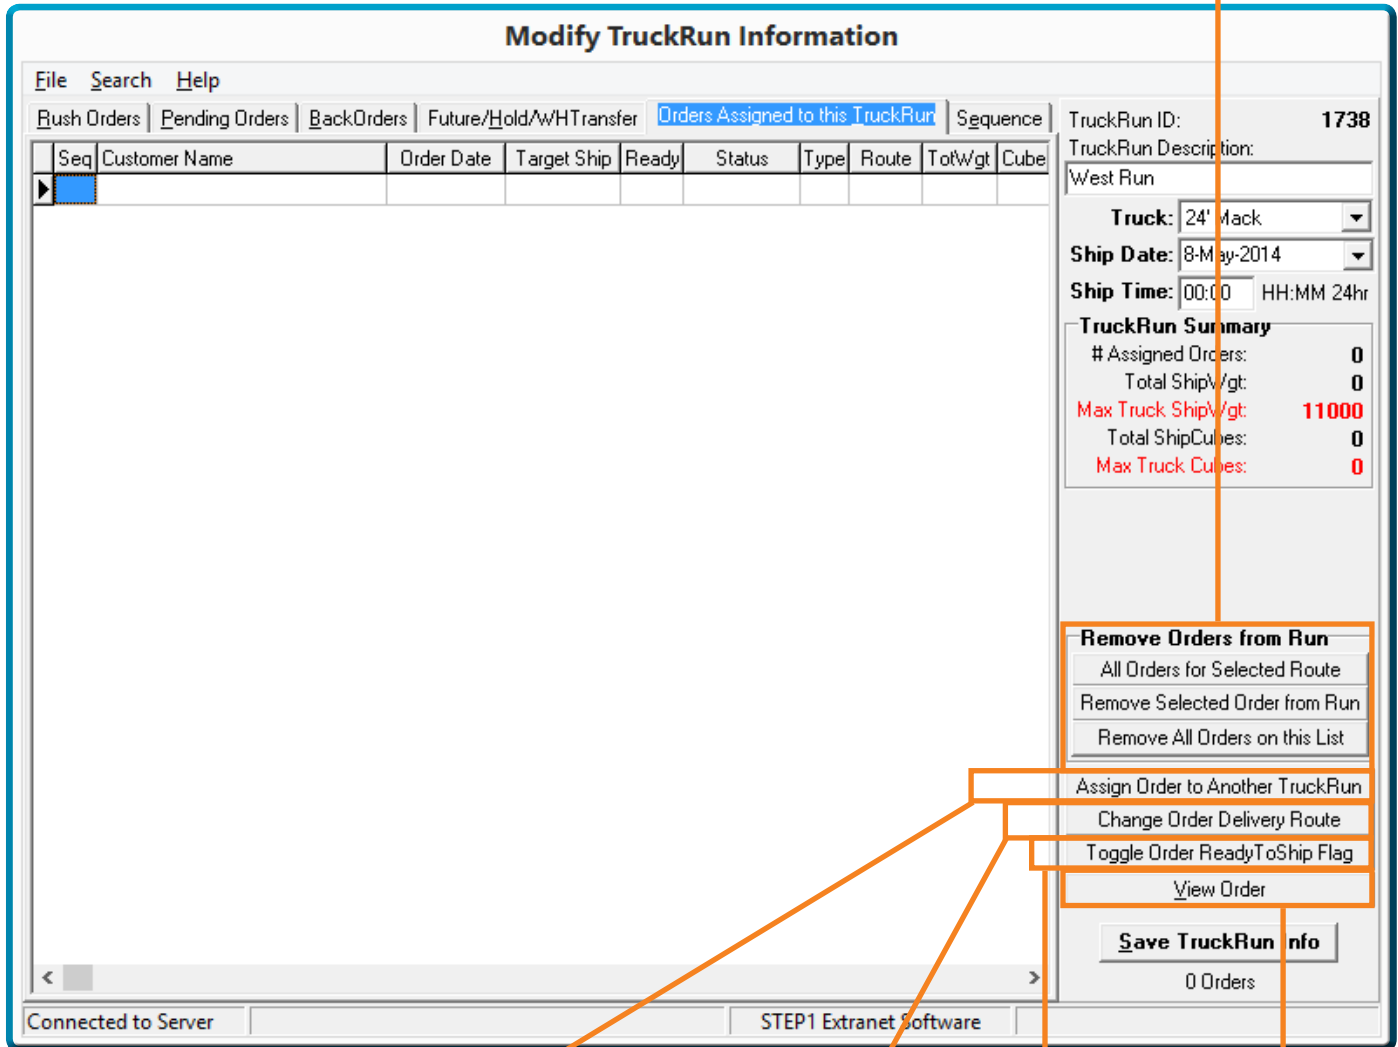 Modify TruckRun Information
File Search Help
Rush Orders Pending Orders BackOrders Future/Hold/WHTransfer Orders Assigned to this TruckRun Sequence
Seq Customer Name Order Date Target Ship Ready Status Type Route TotWgt Cube
TruckRun ID: 1738
TruckRun Description:
West Run
Truck: 24' Mack
Ship Date: 8-May-2014
Ship Time: 00:00 HH:MM 24hr
TruckRun Summary
# Assigned Orders: 0
Total ShipWgt: 0
Max Truck ShipWgt: 11000
Total ShipCubes: 0
Max Truck Cubes: 0
Remove Orders from Run
All Orders for Selected Route
Remove Selected Order from Run
Remove All Orders on this List
Assign Order to Another TruckRun
Change Order Delivery Route
Toggle Order ReadyToShip Flag
View Order
Save TruckRun Info
0 Orders
Connected to Server STEP1 Extranet Software